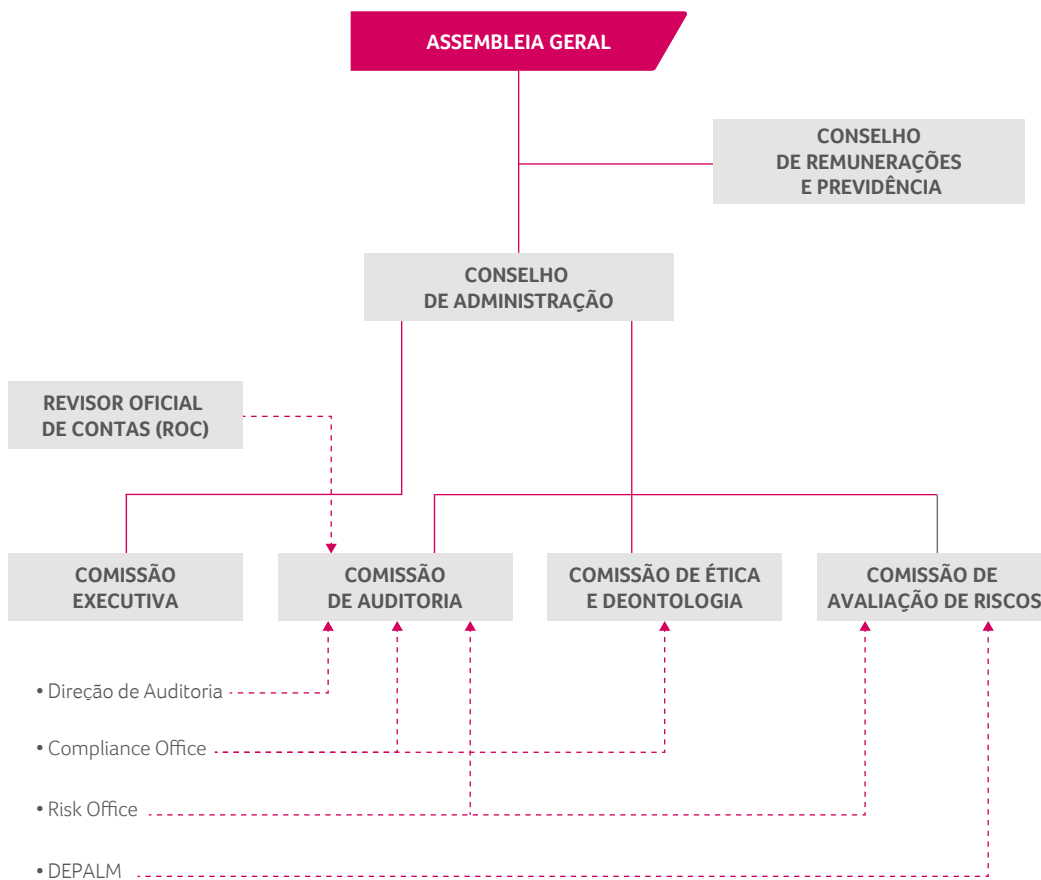 ASSEMBLEIA GERAL
CONSELHO
DE REMUNERAÇÕES
E PREVIDÊNCIA
CONSELHO
DE ADMINISTRAÇÃO
REVISOR OFICIAL
DE CONTAS (ROC)
COMISSÃO
EXECUTIVA
COMISSÃO
DE AUDITORIA
COMISSÃO DE ÉTICA
E DEONTOLOGIA
COMISSÃO DE
AVALIAÇÃO DE RISCOS
• Direção de Auditoria
• Compliance Office
• Risk Office
• DEPALM